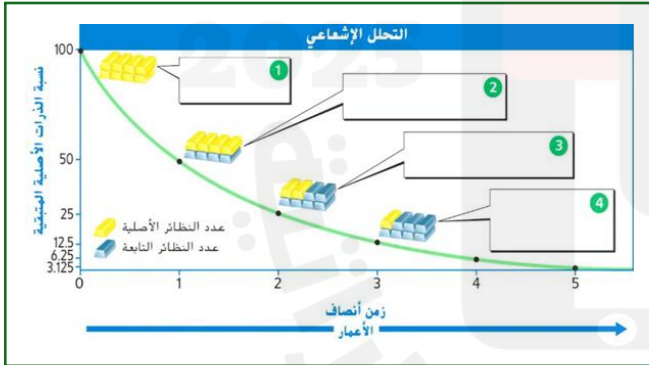 التحلل الإشعاعي
نسبة الذرات الأصلية المتبقية
100
50
25
12.5
6.25
3.125
1
2
3
4
عدد النظائر الأصلية
عدد النظائر التابعة
0 1 2 3 4 5
زمن أنصاف
الأعمار
2025